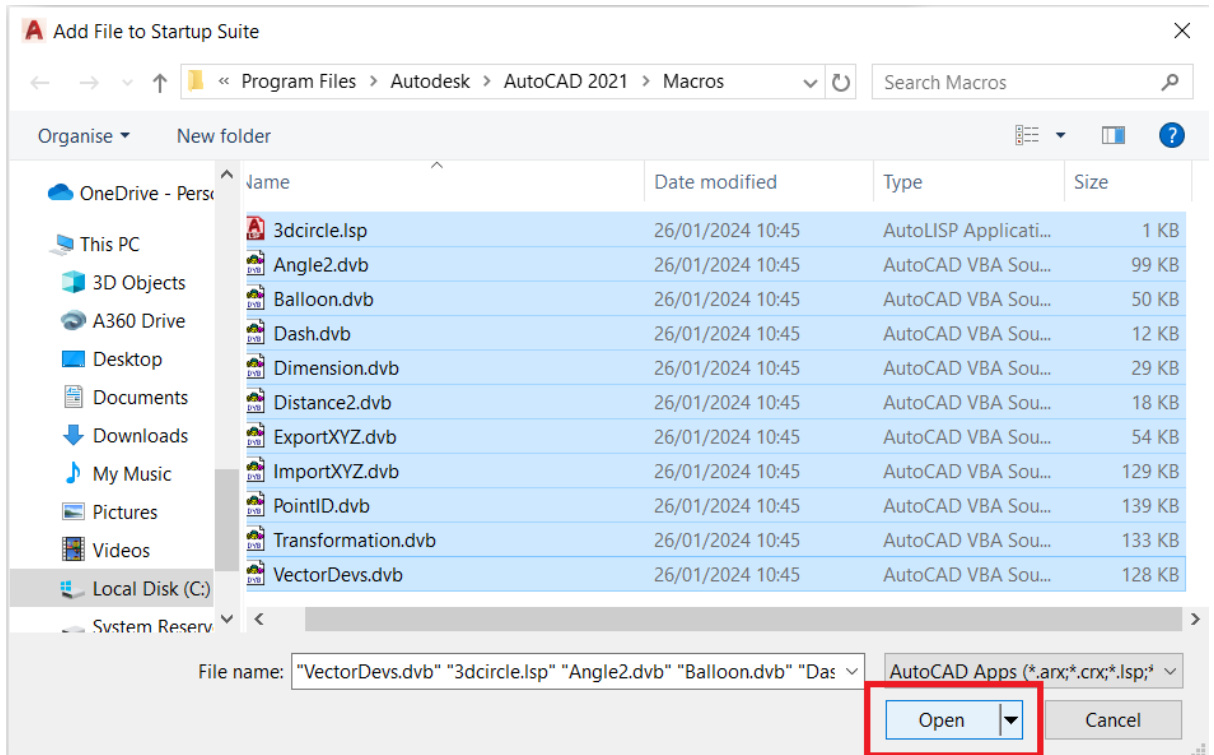 Add File to Startup Suite
« Program Files > Autodesk > AutoCAD 2021 > Macros
Search Macros
Organise
New folder
Name Date modified Type Size
OneDrive - Perso
This PC
3D Objects
A360 Drive
Desktop
Documents
Downloads
My Music
Pictures
Videos
Local Disk (C:)
System Reserv
3dcircle.lsp 26/01/2024 10:45 AutoLISP Applicati... 1 KB
Angle2.dvb 26/01/2024 10:45 AutoCAD VBA Sou... 99 KB
Balloon.dvb 26/01/2024 10:45 AutoCAD VBA Sou... 50 KB
Dash.dvb 26/01/2024 10:45 AutoCAD VBA Sou... 12 KB
Dimension.dvb 26/01/2024 10:45 AutoCAD VBA Sou... 29 KB
Distance2.dvb 26/01/2024 10:45 AutoCAD VBA Sou... 18 KB
ExportXYZ.dvb 26/01/2024 10:45 AutoCAD VBA Sou... 54 KB
ImportXYZ.dvb 26/01/2024 10:45 AutoCAD VBA Sou... 129 KB
PointID.dvb 26/01/2024 10:45 AutoCAD VBA Sou... 139 KB
Transformation.dvb 26/01/2024 10:45 AutoCAD VBA Sou... 133 KB
VectorDevs.dvb 26/01/2024 10:45 AutoCAD VBA Sou... 128 KB
File name: "VectorDevs.dvb" "3dcircle.lsp" "Angle2.dvb" "Balloon.dvb" "Das
AutoCAD Apps (*.arx;*.crx;*.lsp;*
Open
Cancel